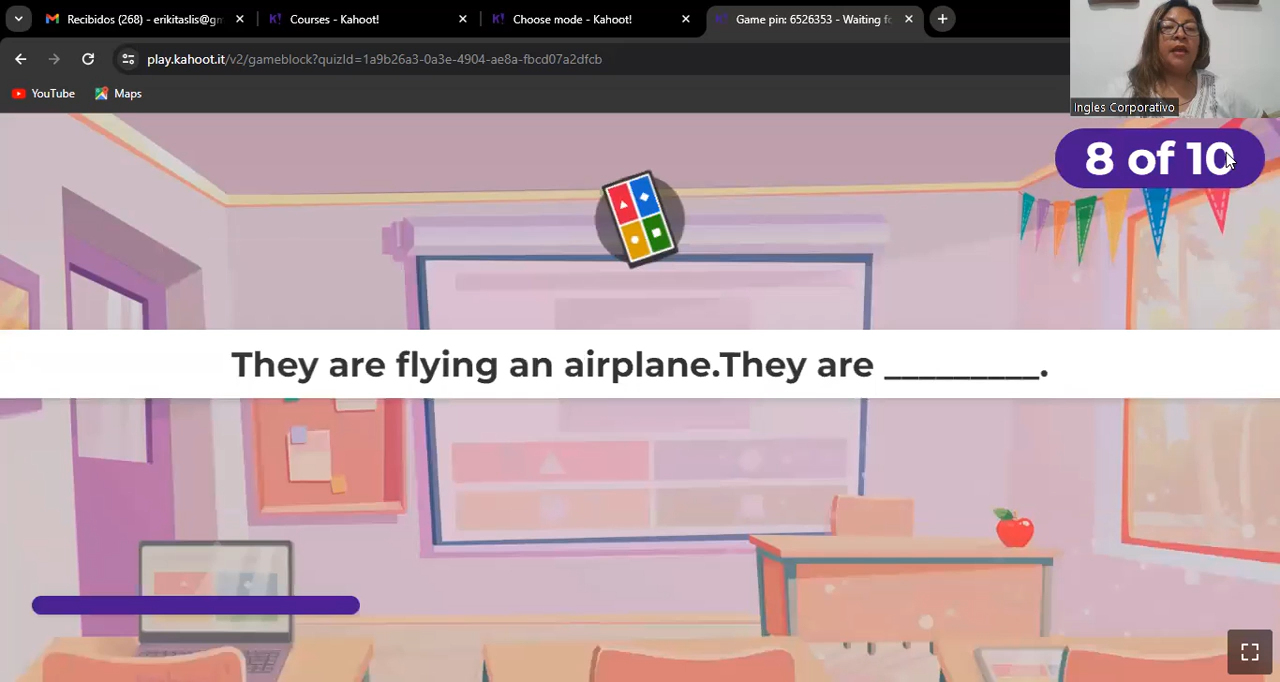 Recibidos (268) - erikitaslis@gm
Courses - Kahoot!
Choose mode - Kahoot!
Game pin: 6526353 - Waiting fo
play.kahoot.it/v2/gameblock?quizId=1a9b26a3-0a3e-4904-ae8a-fbcd07a2dfcb
YouTube
Maps
Ingles Corporativo
8 of 10
They are flying an airplane.They are _________.